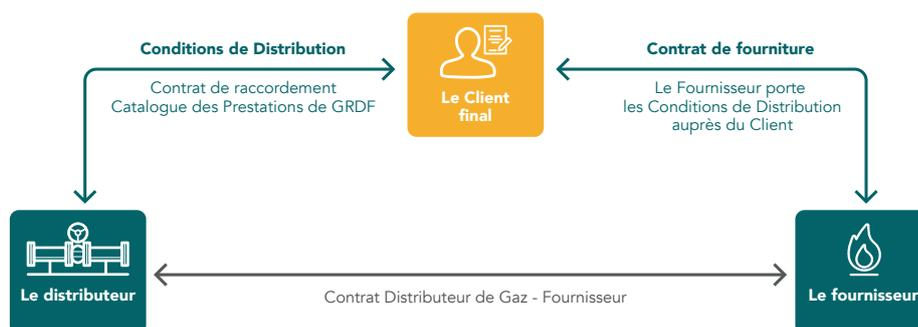 Conditions de Distribution
Contrat de raccordement
Catalogue des Prestations de GRDF
Le Client
final
Contrat de fourniture
Le Fournisseur porte
les Conditions de Distribution
auprès du Client
Le distributeur
Contrat Distributeur de Gaz - Fournisseur
Le fournisseur